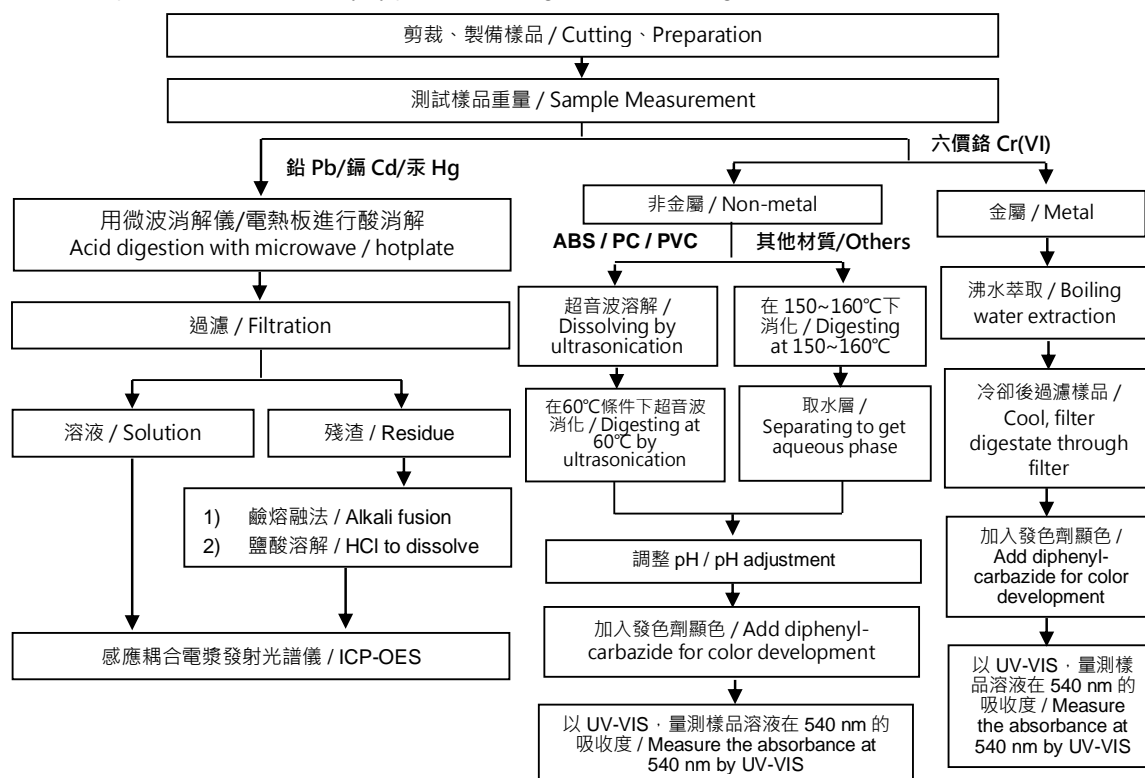 剪裁、製備樣品 / Cutting、Preparation
測試樣品重量 / Sample Measurement
鉛 Pb/鎘 Cd/汞 Hg
六價鉻 Cr(VI)
用微波消解儀/電熱板進行酸消解
Acid digestion with microwave / hotplate
過濾 / Filtration
溶液 / Solution
殘渣 / Residue
1) 鹼熔融法 / Alkali fusion
2) 鹽酸溶解 / HCl to dissolve
感應耦合電漿發射光譜儀 / ICP-OES
非金屬 / Non-metal
ABS / PC / PVC
其他材質/Others
超音波溶解 /
Dissolving by
ultrasonication
在 150~160℃下
消化 / Digesting
at 150~160℃
在60℃條件下超音波
消化 / Digesting at
60℃ by
ultrasonication
取水層 /
Separating to get
aqueous phase
調整 pH / pH adjustment
加入發色劑顯色 / Add diphenyl-
carbazide for color development
以 UV-VIS﹐量測樣品溶液在 540 nm 的
吸收度 / Measure the absorbance at
540 nm by UV-VIS
金屬 / Metal
沸水萃取 / Boiling
water extraction
冷卻後過濾樣品 /
Cool, filter
digestate through
filter
加入發色劑顯色 /
Add diphenyl-
carbazide for color
development
以 UV-VIS﹐量測樣
品溶液在 540 nm 的
吸收度 / Measure
the absorbance at
540 nm by UV-VIS